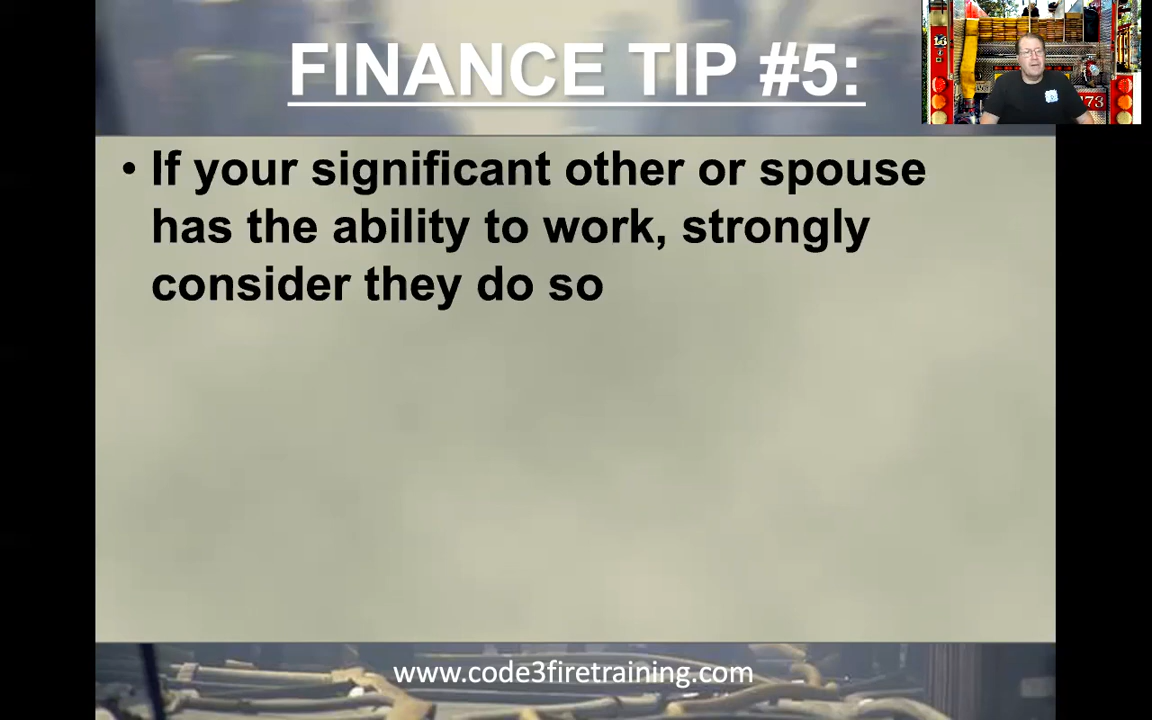 FINANCE TIP #5:
• If your significant other or spouse
has the ability to work, strongly
consider they do so
www.code3firetraining.com
73